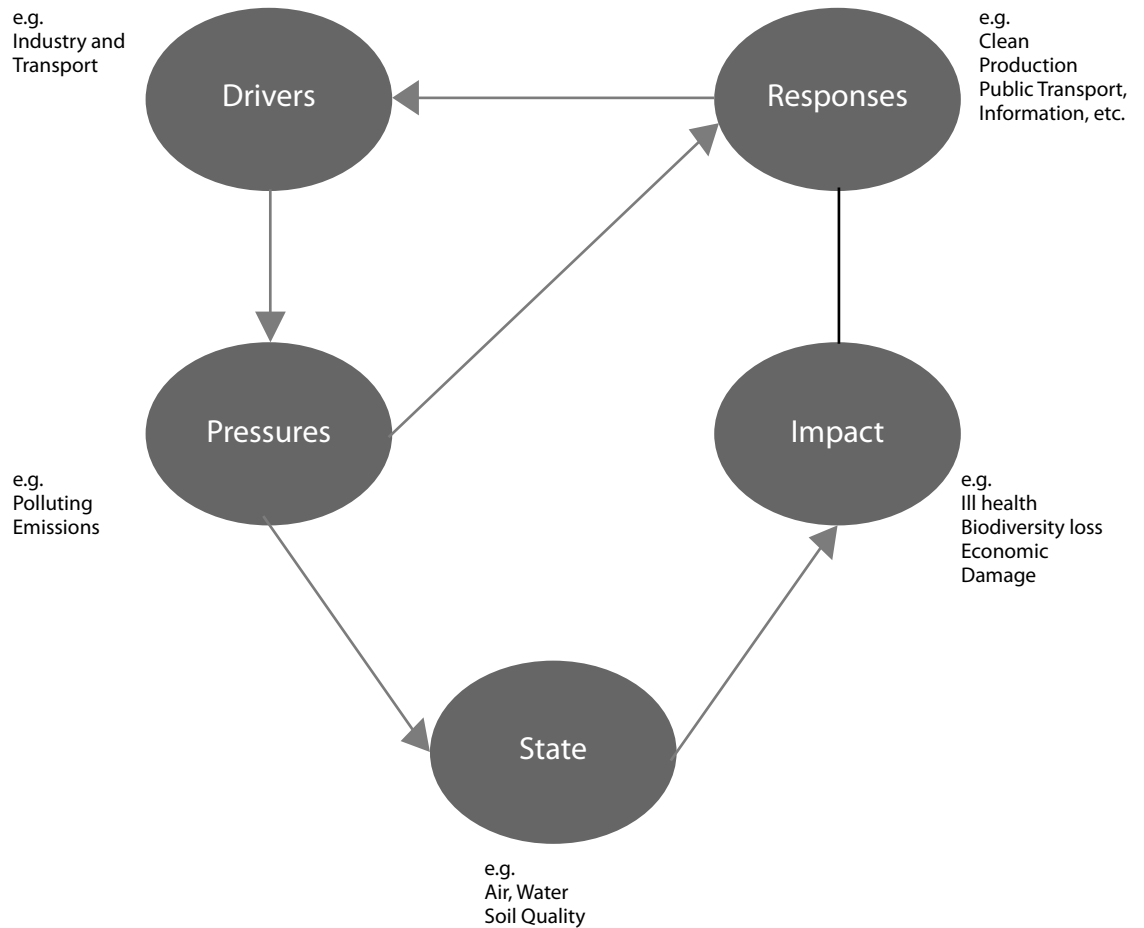 e.g.
Industry and
Transport
Drivers
Responses
e.g.
Clean
Production
Public Transport,
Information, etc.
Pressures
e.g.
Polluting
Emissions
Impact
e.g.
Ill health
Biodiversity loss
Economic
Damage
State
e.g.
Air, Water
Soil Quality